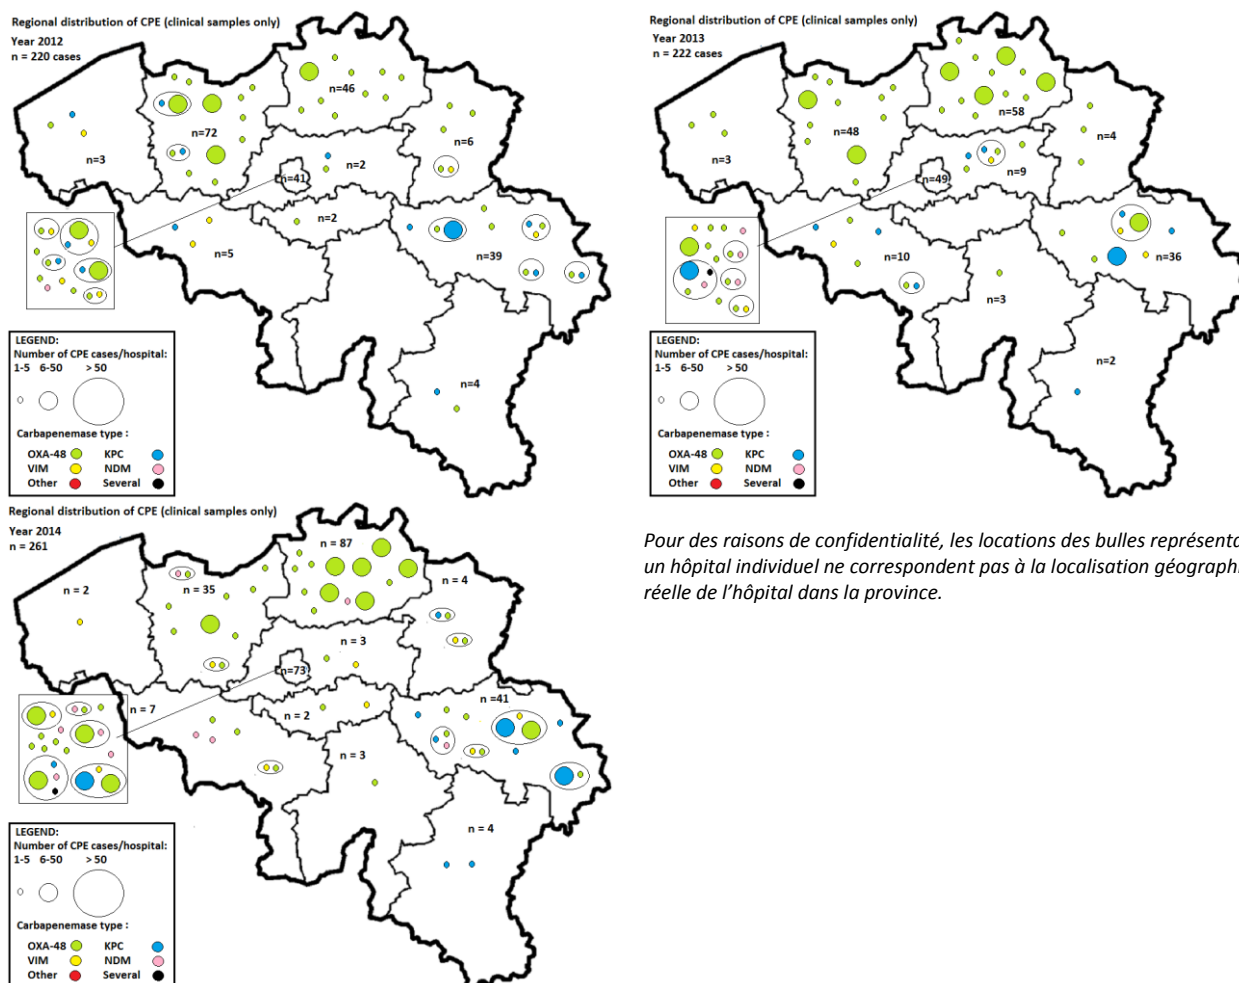 Regional distribution of CPE (clinical samples only)
Year 2012
n = 220 cases
n=46
n=72
n=6
n=3
n=2
n=41
n=2
n=5
n=39
n=4
LEGEND:
Number of CPE cases/hospital:
1-5 6-50 > 50
Carbapenemase type :
OXA-48 KPC
VIM NDM
Other Several
Regional distribution of CPE (clinical samples only)
Year 2013
n = 222 cases
n=58
n=48
n=4
n=3
n=9
n=49
n=10
n=36
n=3
n=2
LEGEND:
Number of CPE cases/hospital:
1-5 6-50 > 50
Carbapenemase type :
OXA-48 KPC
VIM NDM
Other Several
Regional distribution of CPE (clinical samples only)
Year 2014
n = 261
n = 87
n = 4
n = 2
n = 35
n = 3
n=73
n = 7
n = 2
n =41
n = 3
n = 4
LEGEND:
Number of CPE cases/hospital:
1-5 6-50 > 50
Carbapenemase type :
OXA-48 KPC
VIM NDM
Other Several
Pour des raisons de confidentialité, les locations des bulles représenta
un hôpital individuel ne correspondent pas à la localisation géograph
réelle de l’hôpital dans la province.